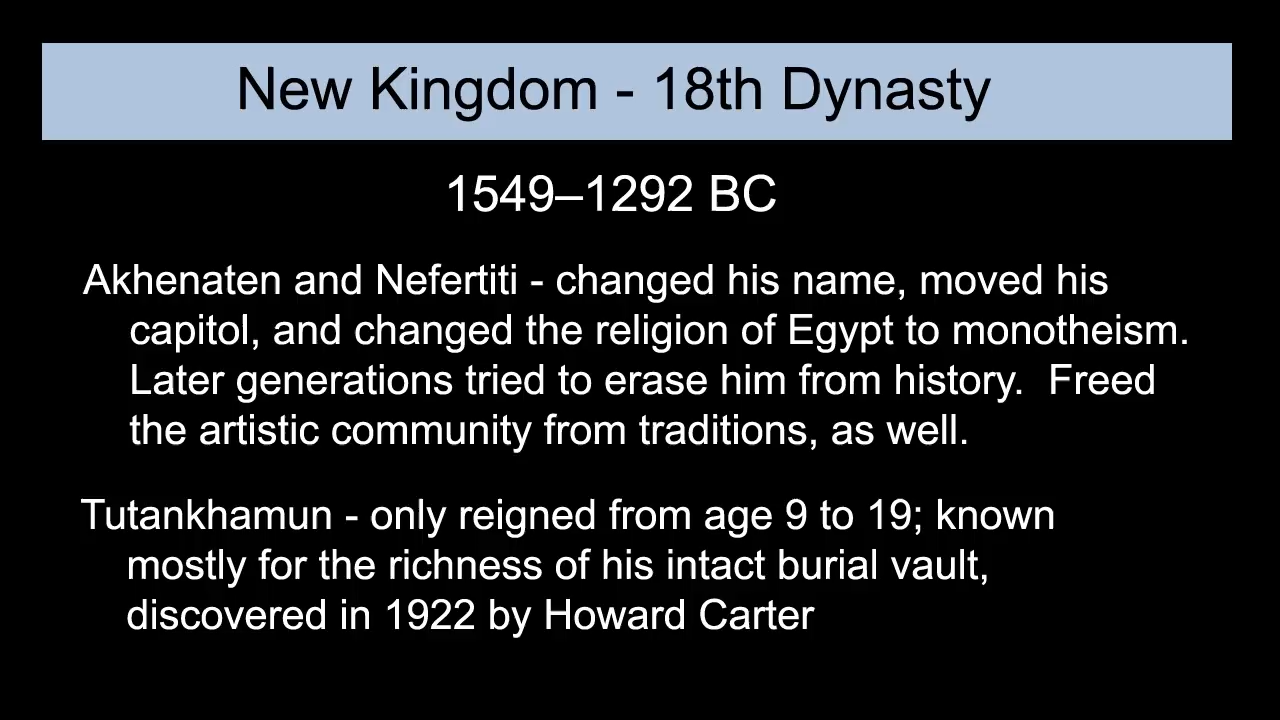 New Kingdom - 18th Dynasty
1549–1292 BC
Akhenaten and Nefertiti - changed his name, moved his
capitol, and changed the religion of Egypt to monotheism.
Later generations tried to erase him from history.  Freed
the artistic community from traditions, as well.
Tutankhamun - only reigned from age 9 to 19; known
mostly for the richness of his intact burial vault,
discovered in 1922 by Howard Carter